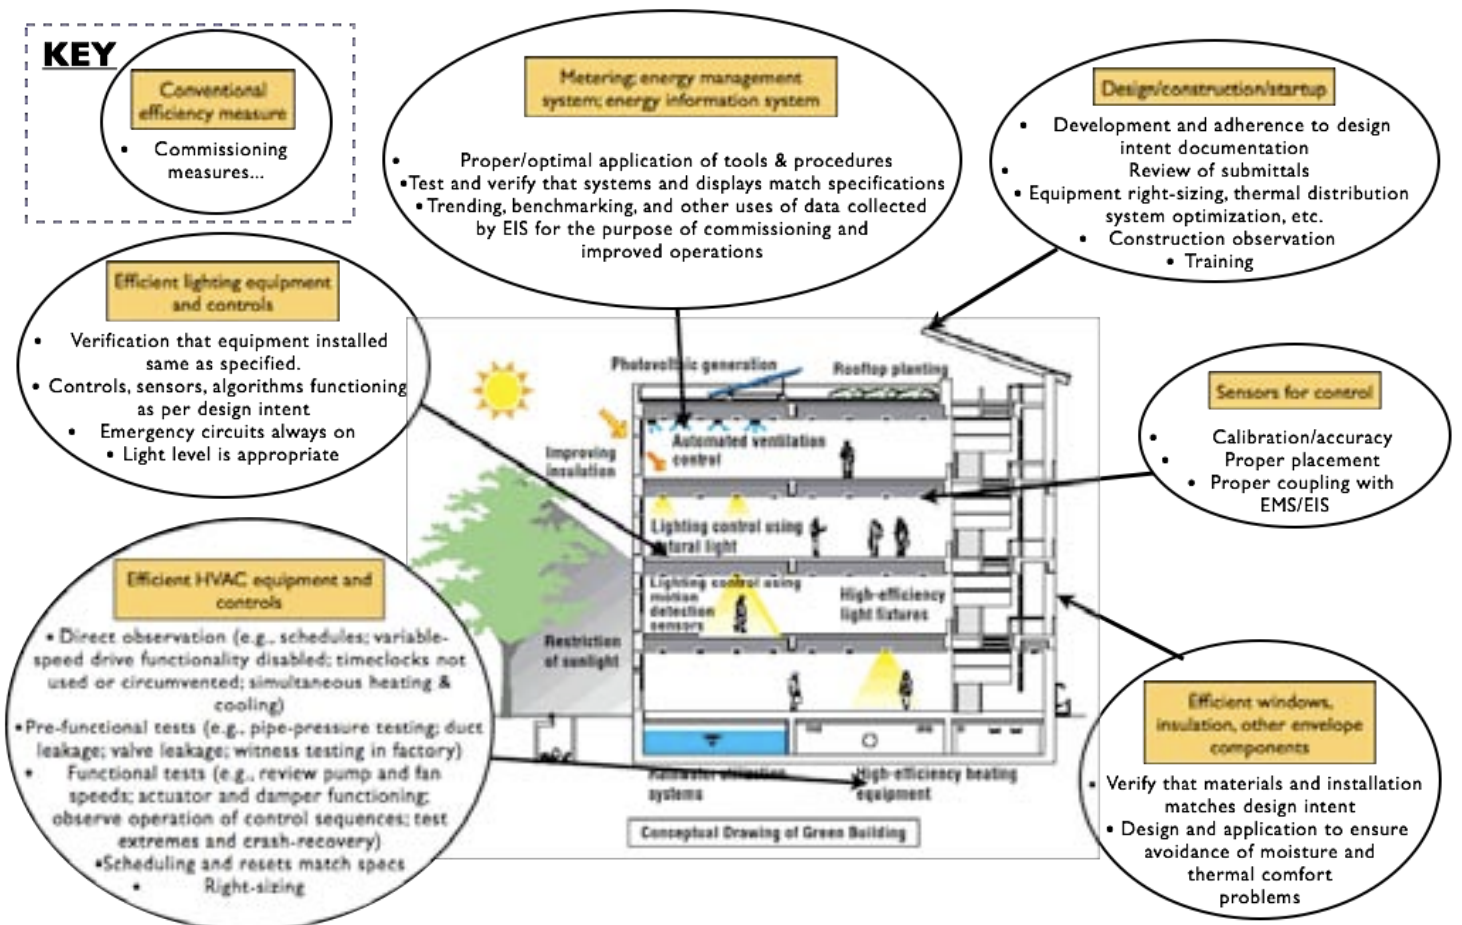 KEY
Conventional
efficiency measure
• Commissioning
measures...
Metering; energy management
system; energy information system
• Proper/optimal application of tools & procedures
• Test and verify that systems and displays match specifications
• Trending, benchmarking, and other uses of data collected
by EIS for the purpose of commissioning and
improved operations
Design/construction/startup
• Development and adherence to design
intent documentation
• Review of submittals
• Equipment right-sizing, thermal distribution
system optimization, etc.
• Construction observation
• Training
Efficient lighting equipment
and controls
• Verification that equipment installed
same as specified.
• Controls, sensors, algorithms functioning
as per design intent
• Emergency circuits always on
• Light level is appropriate
Sensors for control
• Calibration/accuracy
• Proper placement
• Proper coupling with
EMS/EIS
Efficient HVAC equipment and
controls
• Direct observation (e.g., schedules; variable-
speed drive functionality disabled; timeclocks not
used or circumvented; simultaneous heating &
cooling)
• Pre-functional tests (e.g., pipe-pressure testing; duct
leakage; valve leakage; witness testing in factory)
• Functional tests (e.g., review pump and fan
speeds; actuator and damper functioning;
observe operation of control sequences; test
extremes and crash-recovery)
• Scheduling and resets match specs
• Right-sizing
Efficient windows,
insulation, other envelope
components
• Verify that materials and installation
matches design intent
• Design and application to ensure
avoidance of moisture and
thermal comfort
problems
Photovoltaic generation
Rooftop planting
Improving
insulation
Automated ventilation
control
Lighting control using
natural light
Lighting control using
motion
detection
sensors
High-efficiency
light fixtures
Restriction
of sunlight
Rainwater utilization
systems
High-efficiency heating
equipment
Conceptual Drawing of Green Building